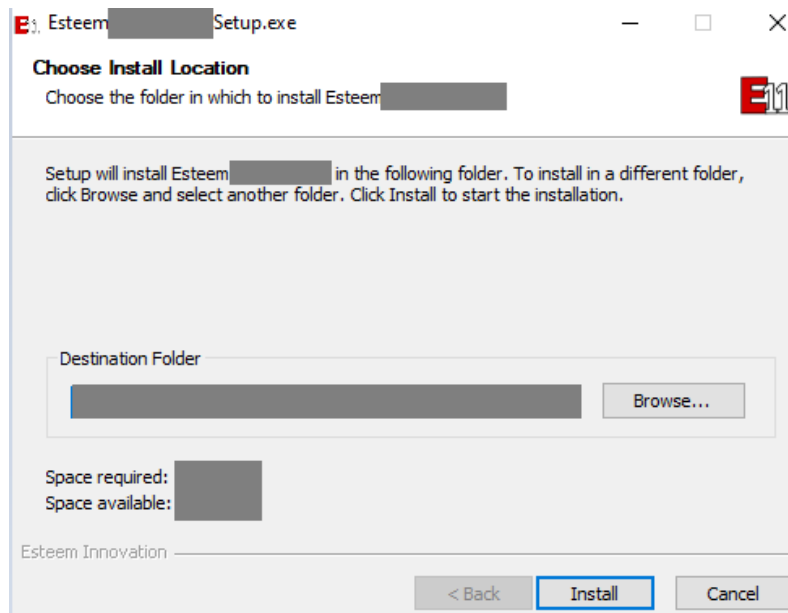 E11 Esteem Setup.exe
Choose Install Location
Choose the folder in which to install Esteem
E11
Setup will install Esteem in the following folder. To install in a different folder,
click Browse and select another folder. Click Install to start the installation.
Destination Folder
Browse...
Space required:
Space available:
Esteem Innovation
< Back Install Cancel